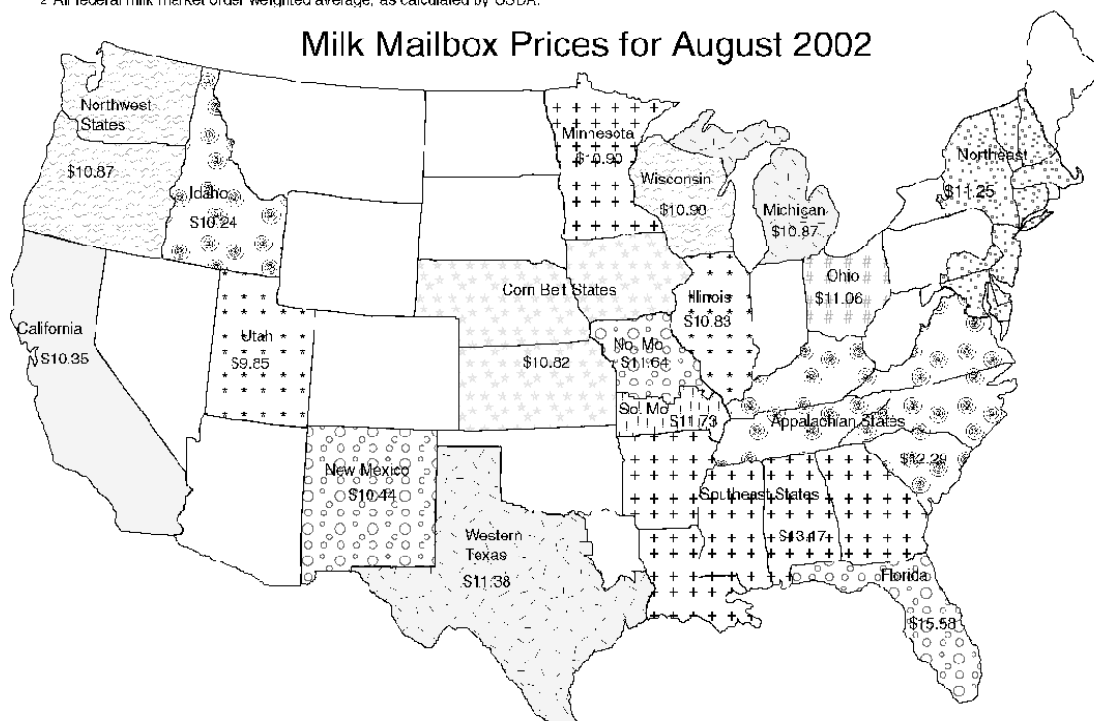 2 All federal milk market order weighted average, as calculated by USDA.
Milk Mailbox Prices for August 2002
Northwest
States
$10.87
Idaho
$10.24
Minnesota
$10.90
Wisconsin
$10.90
Michigan
$10.87
Northeast
$11.25
Ohio
$11.06
Corn Belt States
$10.82
Illinois
$10.83
California
$10.35
Utah
$9.85
No. Mo
$11.64
So. Mo
$11.73
Appalachian States
$12.29
New Mexico
$10.44
Southeast States
$13.17
Western
Texas
$11.38
Florida
$15.58